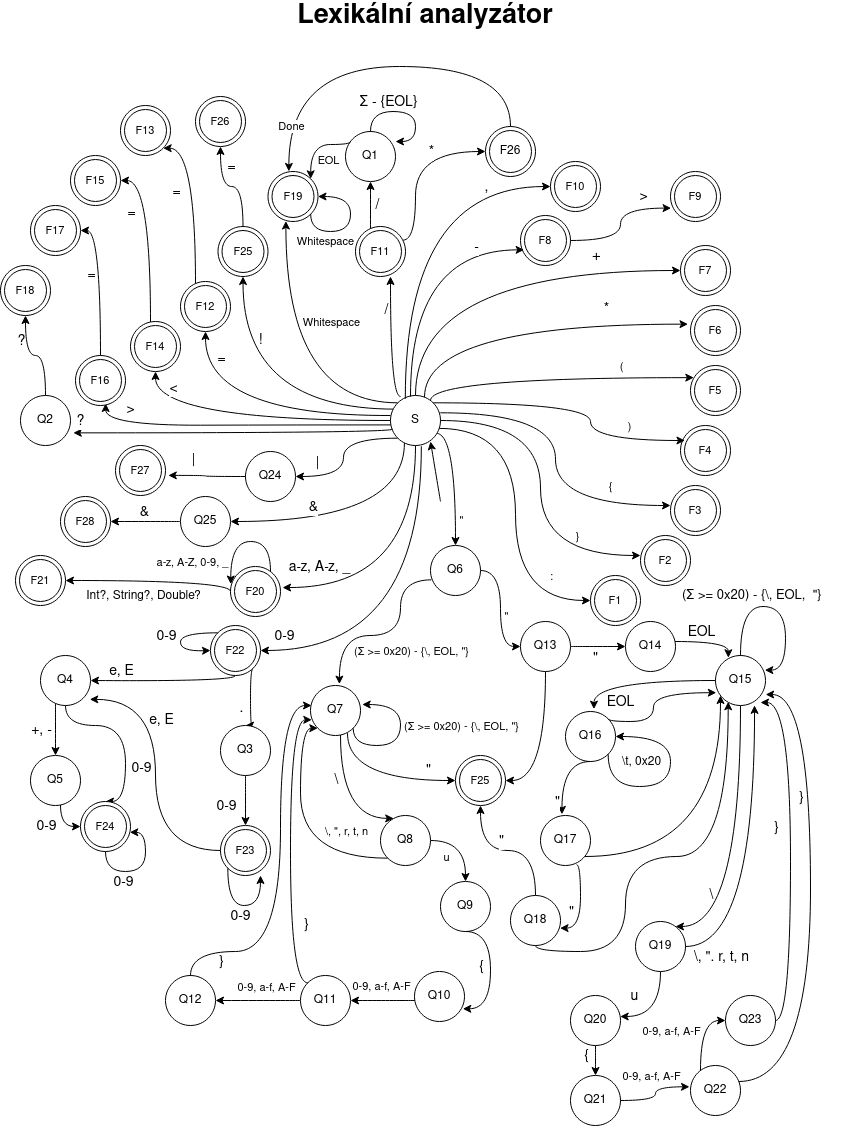 Lexikální analyzátor
Σ - {EOL}
F26
F13
Done
Q1
*
F26
EOL
F15
=
=
F19
/
,
F10
>
F9
=
Whitespace
F17
F25
F11
-
F8
+
F7
=
F18
F12
/
*
F6
Whitespace
?
F14
!
=
(
F5
F16
<
Q2
?
>
S
)
F4
F27
|
Q24
|
{
F3
F28
&
Q25
&
"
}
F2
a-z, A-Z, 0-9, _
a-z, A-z, _
Q6
:
F21
Int?, String?, Double?
F20
F1
(Σ >= 0x20) - {\, EOL, "}
"
0-9
F22
0-9
Q13
"
Q14
EOL
(Σ >= 0x20) - {\, EOL, "}
Q4
e, E
Q15
.
Q7
EOL
e, E
(Σ >= 0x20) - {\, EOL, "}
+, -
Q3
Q16
0-9
\t, 0x20
Q5
\
"
F25
"
}
0-9
0-9
F24
\, ", r, t, n
Q8
"
Q17
}
F23
u
0-9
\
0-9
Q9
Q18
"
}
Q19
\, ". r, t, n
}
{
Q12
0-9, a-f, A-F
Q11
0-9, a-f, A-F
Q10
u
Q20
0-9, a-f, A-F
Q23
{
Q21
0-9, a-f, A-F
Q22